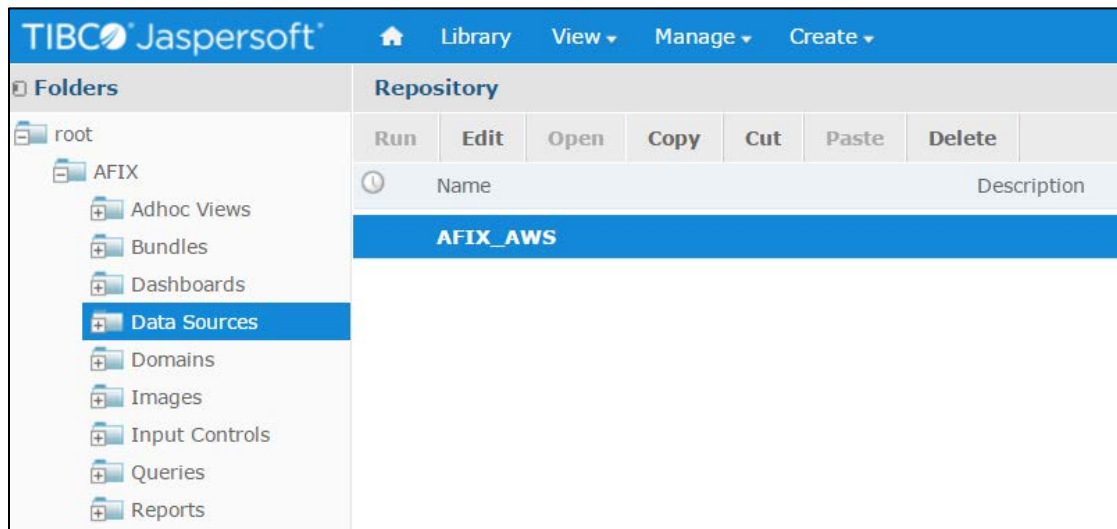 TIBCO Jaspersoft Library View Manage Create
Folders
root
AFIX
Adhoc Views
Bundles
Dashboards
Data Sources
Domains
Images
Input Controls
Queries
Reports
Repository
Run Edit Open Copy Cut Paste Delete
Name Description
AFIX_AWS